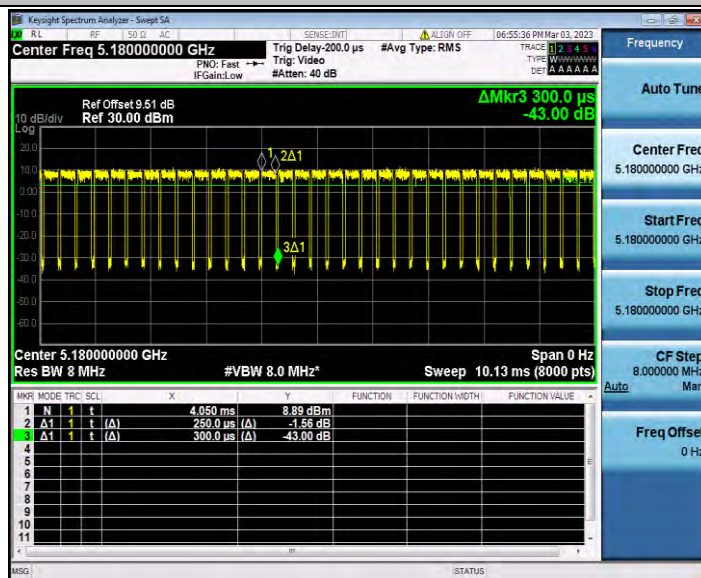 Keysight Spectrum Analyzer - Swept SA
RL RF 50 Ω AC SENSE:INT ALIGN OFF 06:55:36 PM Mar 03, 2023
Center Freq 5.180000000 GHz Trig Delay-200.0 µs #Avg Type: RMS TRACE 1 2 3 4 5 6
PNO: Fast Trig: Video TYPE W
IFGain:Low #Atten: 40 dB DET A A A A A A
Frequency
ΔMkr3 300.0 µs
-43.00 dB
Ref Offset 9.51 dB
10 dB/div Ref 30.00 dBm
Log
20.0
10.0
0.00
-10.0
-20.0
-30.0
-40.0
-50.0
-60.0
1
2Δ1
3Δ1
Center 5.180000000 GHz Span 0 Hz
Res BW 8 MHz #VBW 8.0 MHz* Sweep 10.13 ms (8000 pts)
MKR MODE TRC SCL X Y FUNCTION FUNCTION WIDTH FUNCTION VALUE
1 N 1 t 4.050 ms 8.89 dBm
2 Δ1 1 t (Δ) 250.0 µs (Δ) -1.56 dB
3 Δ1 1 t (Δ) 300.0 µs (Δ) -43.00 dB
4
5
6
7
8
9
10
11
MSG STATUS
Auto Tune
Center Freq
5.180000000 GHz
Start Freq
5.180000000 GHz
Stop Freq
5.180000000 GHz
CF Step
8.000000 MHz
Auto Man
Freq Offset
0 Hz